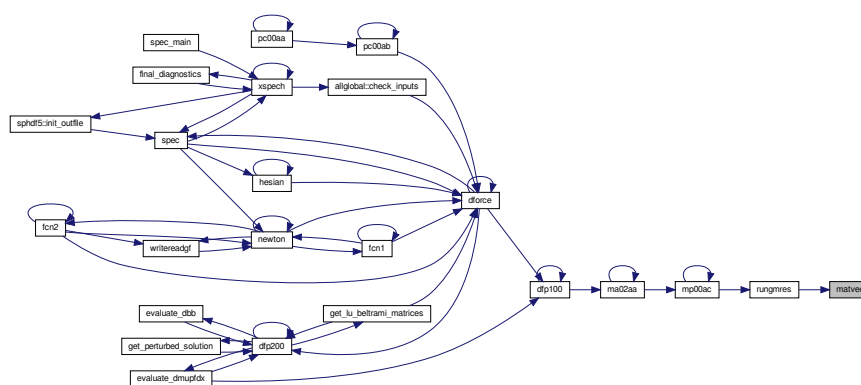 pc00aa
spec_main
pc00ab
final_diagnostics
xspech
allglobal::check_inputs
sphdf5::init_outfile
spec
hesian
dforce
fcn2
newton
fcn1
writereadgf
dfp100
ma02aa
mp00ac
rungmres
matvec
evaluate_dbb
get_lu_beltrami_matrices
get_perturbed_solution
dfp200
evaluate_dmupfdx